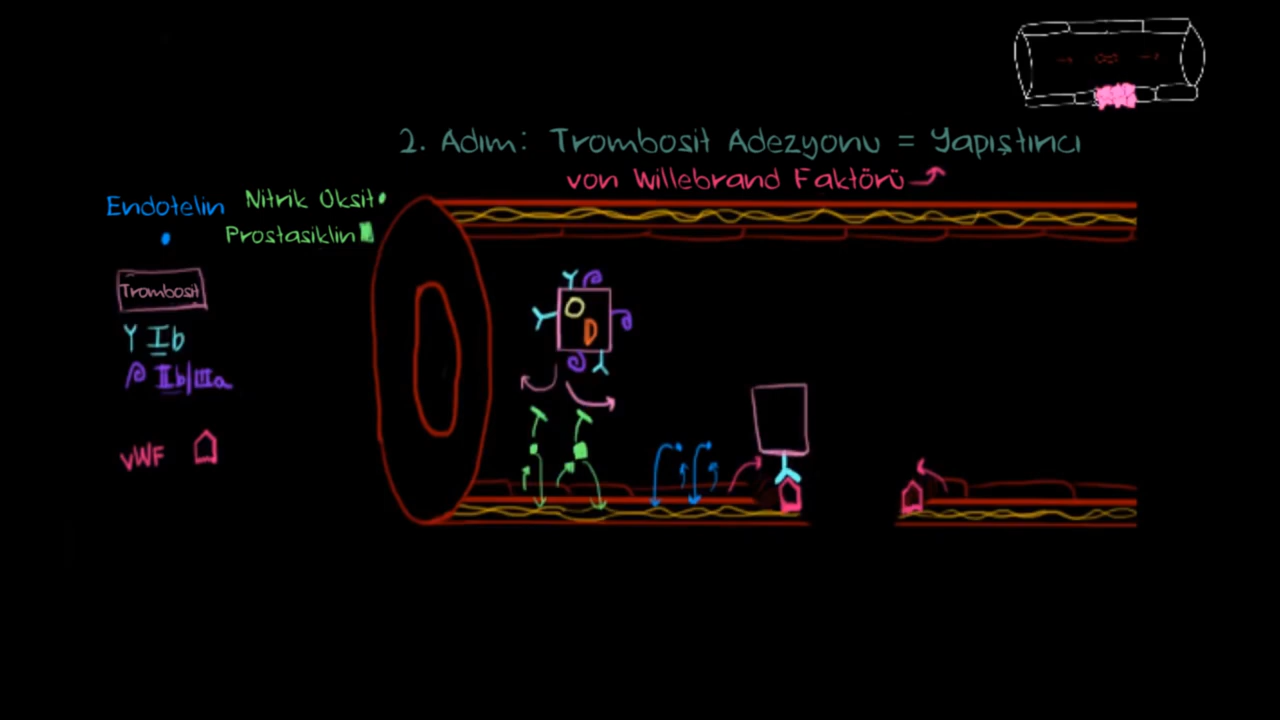 2. Adım: Trombosit Adezyonu = Yapıştırıcı
von Willebrand Faktörü
Endotelin
Nitrik Oksit
Prostasiklin
Trombosit
Ib
IIb/IIIa
vWF
O
D